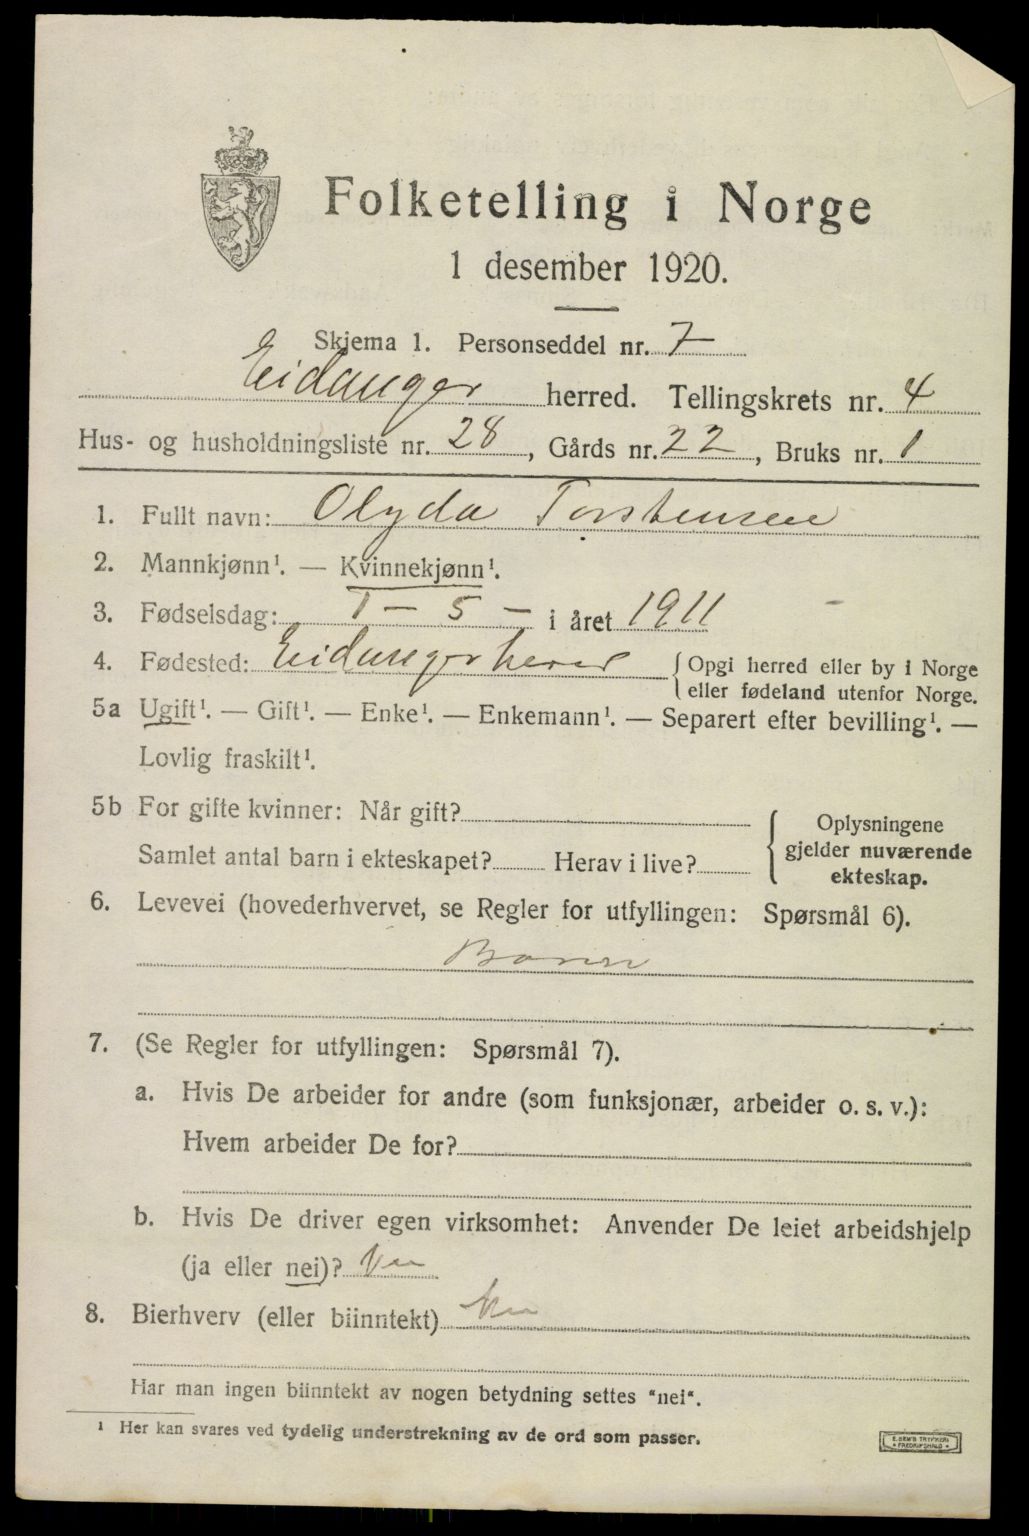 Folketelling i Norge
1 desember 1920.
Skjema 1. Personseddel nr. 7
Eidanger herred. Tellingskrets nr. 4
Hus- og husholdningsliste nr. 28, Gårds nr. 22, Bruks nr. 1
1. Fullt navn: Olyda Torstensen
2. Mannkjønn¹. — Kvinnekjønn¹.
3. Fødselsdag: 1 – 5 – i året 1911
4. Fødested: Eidanger herred { Opgi herred eller by i Norge
eller fødeland utenfor Norge.
5a Ugift¹. — Gift¹. — Enke¹. — Enkemann¹. — Separert efter bevilling¹. —
Lovlig fraskilt¹.
5b For gifte kvinner: Når gift?
Samlet antal barn i ekteskapet? Herav i live?
{ Oplysningene
gjelder nuværende
ekteskap.
6. Levevei (hovederhvervet, se Regler for utfyllingen: Spørsmål 6).
Barn
7. (Se Regler for utfyllingen: Spørsmål 7).
a. Hvis De arbeider for andre (som funksjonær, arbeider o. s. v.):
Hvem arbeider De for?
b. Hvis De driver egen virksomhet: Anvender De leiet arbeidshjelp
(ja eller nei)? Nei
8. Bierhverv (eller biinntekt) Nei
Har man ingen biinntekt av nogen betydning settes "nei".
¹ Her kan svares ved tydelig understrekning av de ord som passer.
E. SEM'S TRYKKERI
FREDRIKSHALD